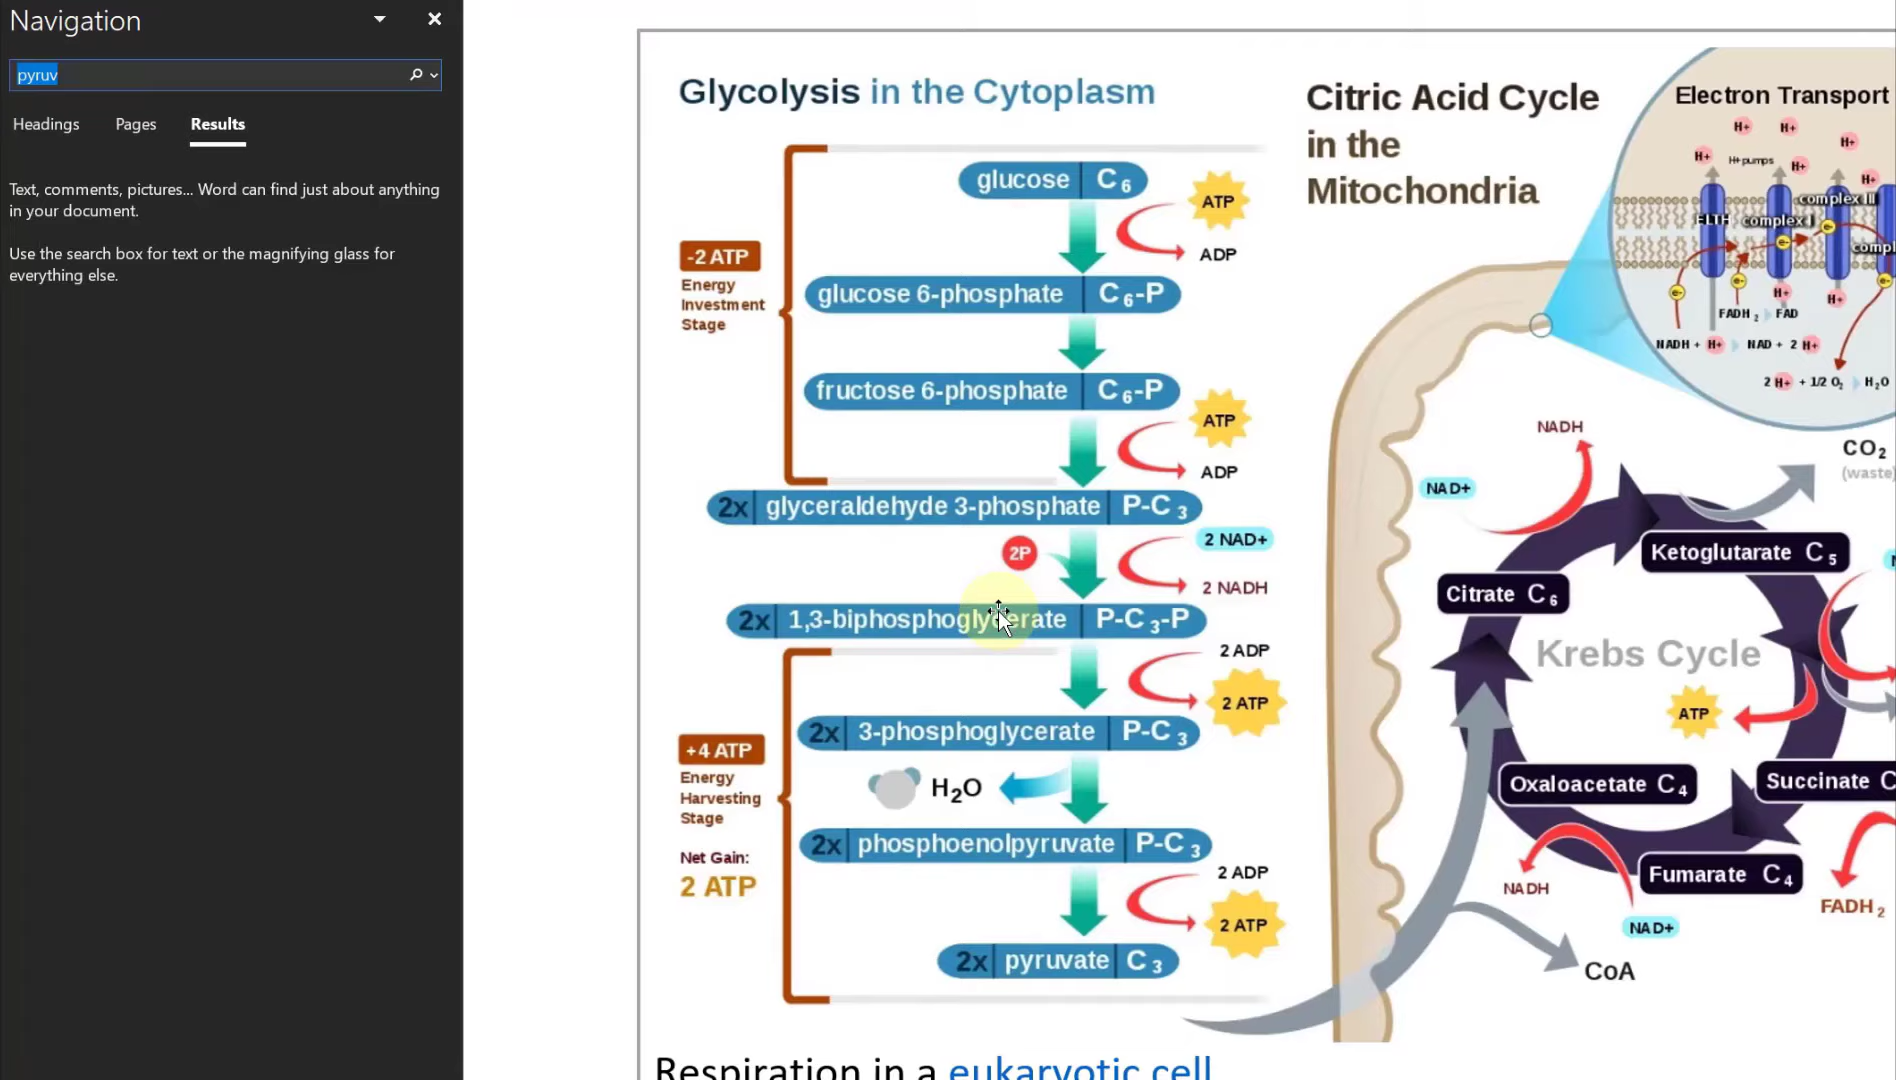 Navigation
pyruv
Headings Pages Results
Text, comments, pictures... Word can find just about anything
in your document.
Use the search box for text or the magnifying glass for
everything else.
Glycolysis in the Cytoplasm
glucose C6
ATP
ADP
-2 ATP
Energy
Investment
Stage
glucose 6-phosphate C6-P
fructose 6-phosphate C6-P
ATP
ADP
2x glyceraldehyde 3-phosphate P-C3
2P
2 NAD+
2 NADH
2x 1,3-biphosphoglycerate P-C3-P
2 ADP
2 ATP
2x 3-phosphoglycerate P-C3
+4 ATP
Energy
Harvesting
Stage
H2O
Net Gain:
2 ATP
2x phosphoenolpyruvate P-C3
2 ADP
2 ATP
2x pyruvate C3
Citric Acid Cycle
in the
Mitochondria
Electron Transport
H+ H+ H+
H+ H+ pumps H+ H+
complex III
ETH complex I
compl
e- e- e-
e- e- e-
H+ H+
FADH2 FAD
NADH + H+ NAD + 2 H+
2 H+ + 1/2 O2 H2O
NADH
CO2
(waste)
NAD+
Ketoglutarate C5
N
Citrate C6
Krebs Cycle
ATP
Oxaloacetate C4
Succinate C
Fumarate C4
NADH
FADH2
NAD+
CoA
Respiration in a eukaryotic cell